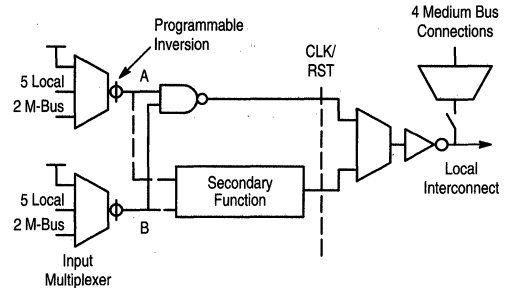 Programmable
Inversion
4 Medium Bus
Connections
CLK/
RST
A
5 Local
2 M-Bus
Secondary
Function
Local
Interconnect
5 Local
2 M-Bus
B
Input
Multiplexer